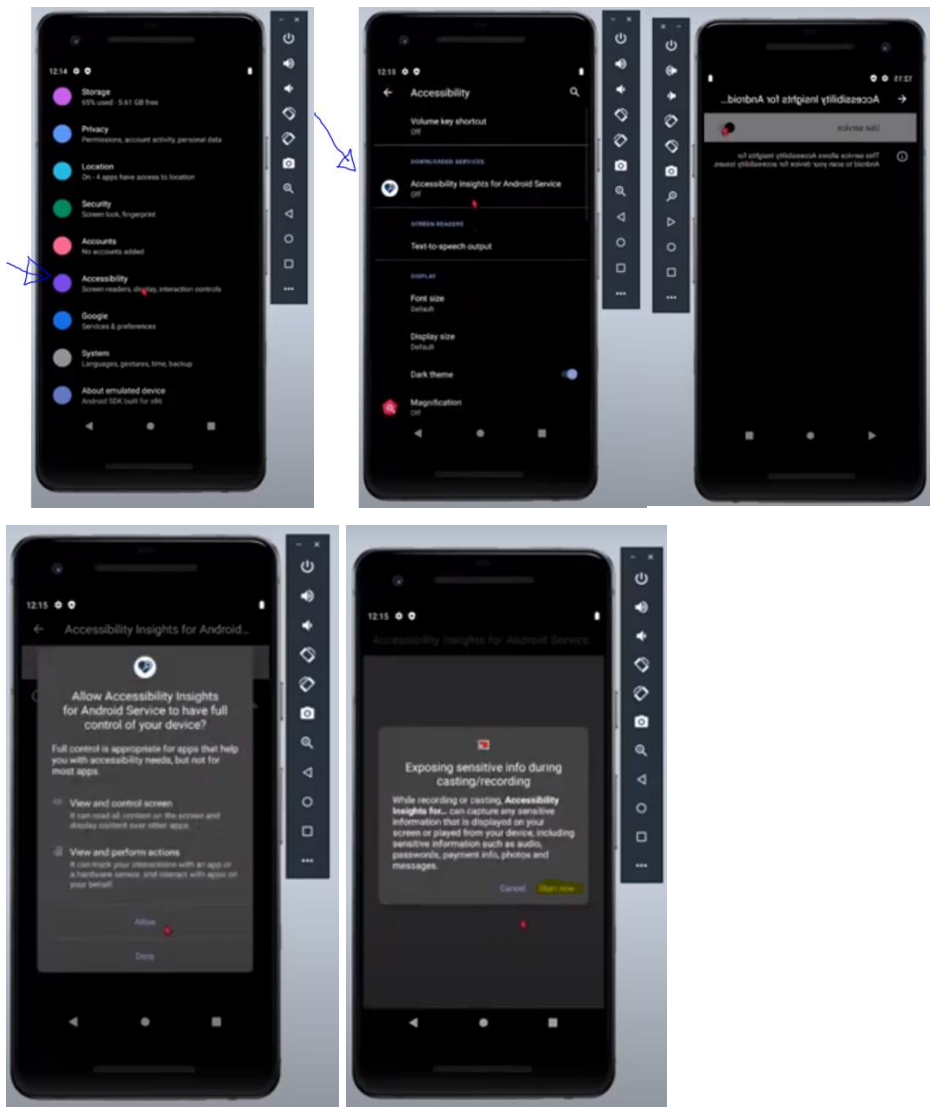 12:14
Storage
65% used - 5.61 GB free
Privacy
Permissions, account activity, personal data
Location
On - 4 apps have access to location
Security
Screen lock, fingerprint
Accounts
No accounts added
Accessibility
Screen readers, display, interaction controls
Google
Services & preferences
System
Languages, gestures, time, backup
About emulated device
Android SDK built for x86
12:15
Accessibility
Volume key shortcut
Off
DOWNLOADED SERVICES
Accessibility Insights for Android Service
Off
SCREEN READERS
Text-to-speech output
DISPLAY
Font size
Default
Display size
Default
Dark theme
Magnification
Off
12:15
Accessibility Insights for Android...
Use service
This service allows Accessibility Insights for
Android to scan your device for accessibility issues.
12:15
Accessibility Insights for Android...
Allow Accessibility Insights
for Android Service to have full
control of your device?
Full control is appropriate for apps that help
you with accessibility needs, but not for
most apps.
View and control screen
It can read all content on the screen and
display content over other apps.
View and perform actions
It can track your interactions with an app or
a hardware sensor, and interact with apps on
your behalf.
Allow
Deny
12:15
Accessibility Insights for Android Service
Exposing sensitive info during
casting/recording
While recording or casting, Accessibility
Insights for... can capture any sensitive
information that is displayed on your
screen or played from your device, including
sensitive information such as audio,
passwords, payment info, photos and
messages.
Cancel Start now